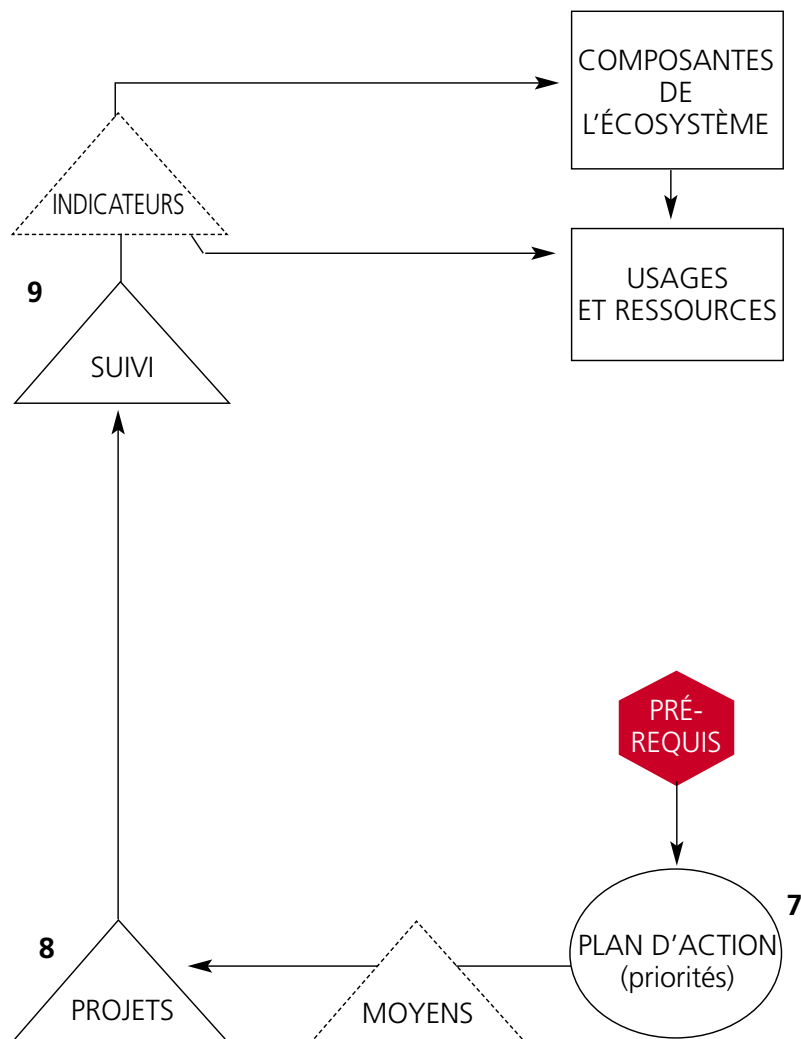 COMPOSANTES
DE
L'ÉCOSYSTÈME
INDICATEURS
USAGES
ET RESSOURCES
9
SUIVI
PRÉ-
REQUIS
7
PLAN D'ACTION
(priorités)
8
PROJETS
MOYENS